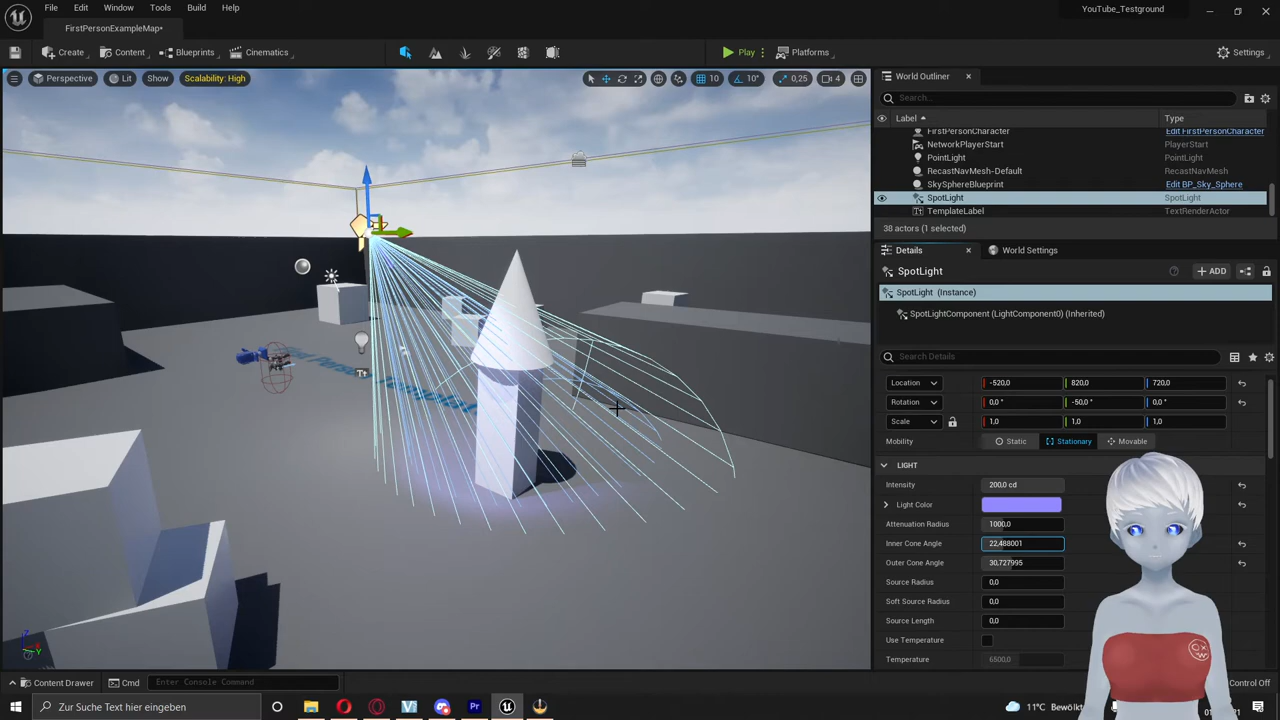 File Edit Window Tools Build Help
YouTube_Testground
FirstPersonExampleMap*
Create Content Blueprints Cinematics Play Platforms Settings
Perspective Lit Show Scalability: High 10 10° 0,25 4
World Outliner
Search...
Label Type
FirstPersonCharacter Edit FirstPersonCharacter
NetworkPlayerStart PlayerStart
PointLight PointLight
RecastNavMesh-Default RecastNavMesh
SkySphereBlueprint Edit BP_Sky_Sphere
SpotLight SpotLight
TemplateLabel TextRenderActor
38 actors (1 selected)
Details World Settings
SpotLight
ADD
SpotLight (Instance)
SpotLightComponent (LightComponent0) (Inherited)
Search Details
Location -520,0 820,0 720,0
Rotation 0,0 ° -50,0 ° 0,0 °
Scale 1,0 1,0 1,0
Mobility Static Stationary Movable
LIGHT
Intensity 200,0 cd
Light Color
Attenuation Radius 1000,0
Inner Cone Angle 22,488001
Outer Cone Angle 30,727995
Source Radius 0,0
Soft Source Radius 0,0
Source Length 0,0
Use Temperature
Temperature 6500,0
Content Drawer Cmd Enter Console Command
Control Off
Zur Suche Text hier eingeben
11°C